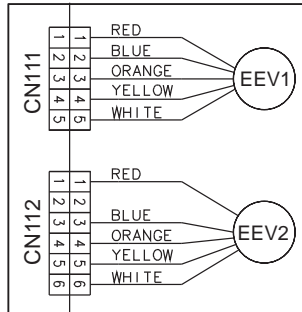 CN111
1 1 RED
2 2 BLUE
3 3 ORANGE
4 4 YELLOW
5 5 WHITE
EEV1
CN112
1 1 RED
2 2
3 3 BLUE
4 4 ORANGE
5 5 YELLOW
6 6 WHITE
EEV2